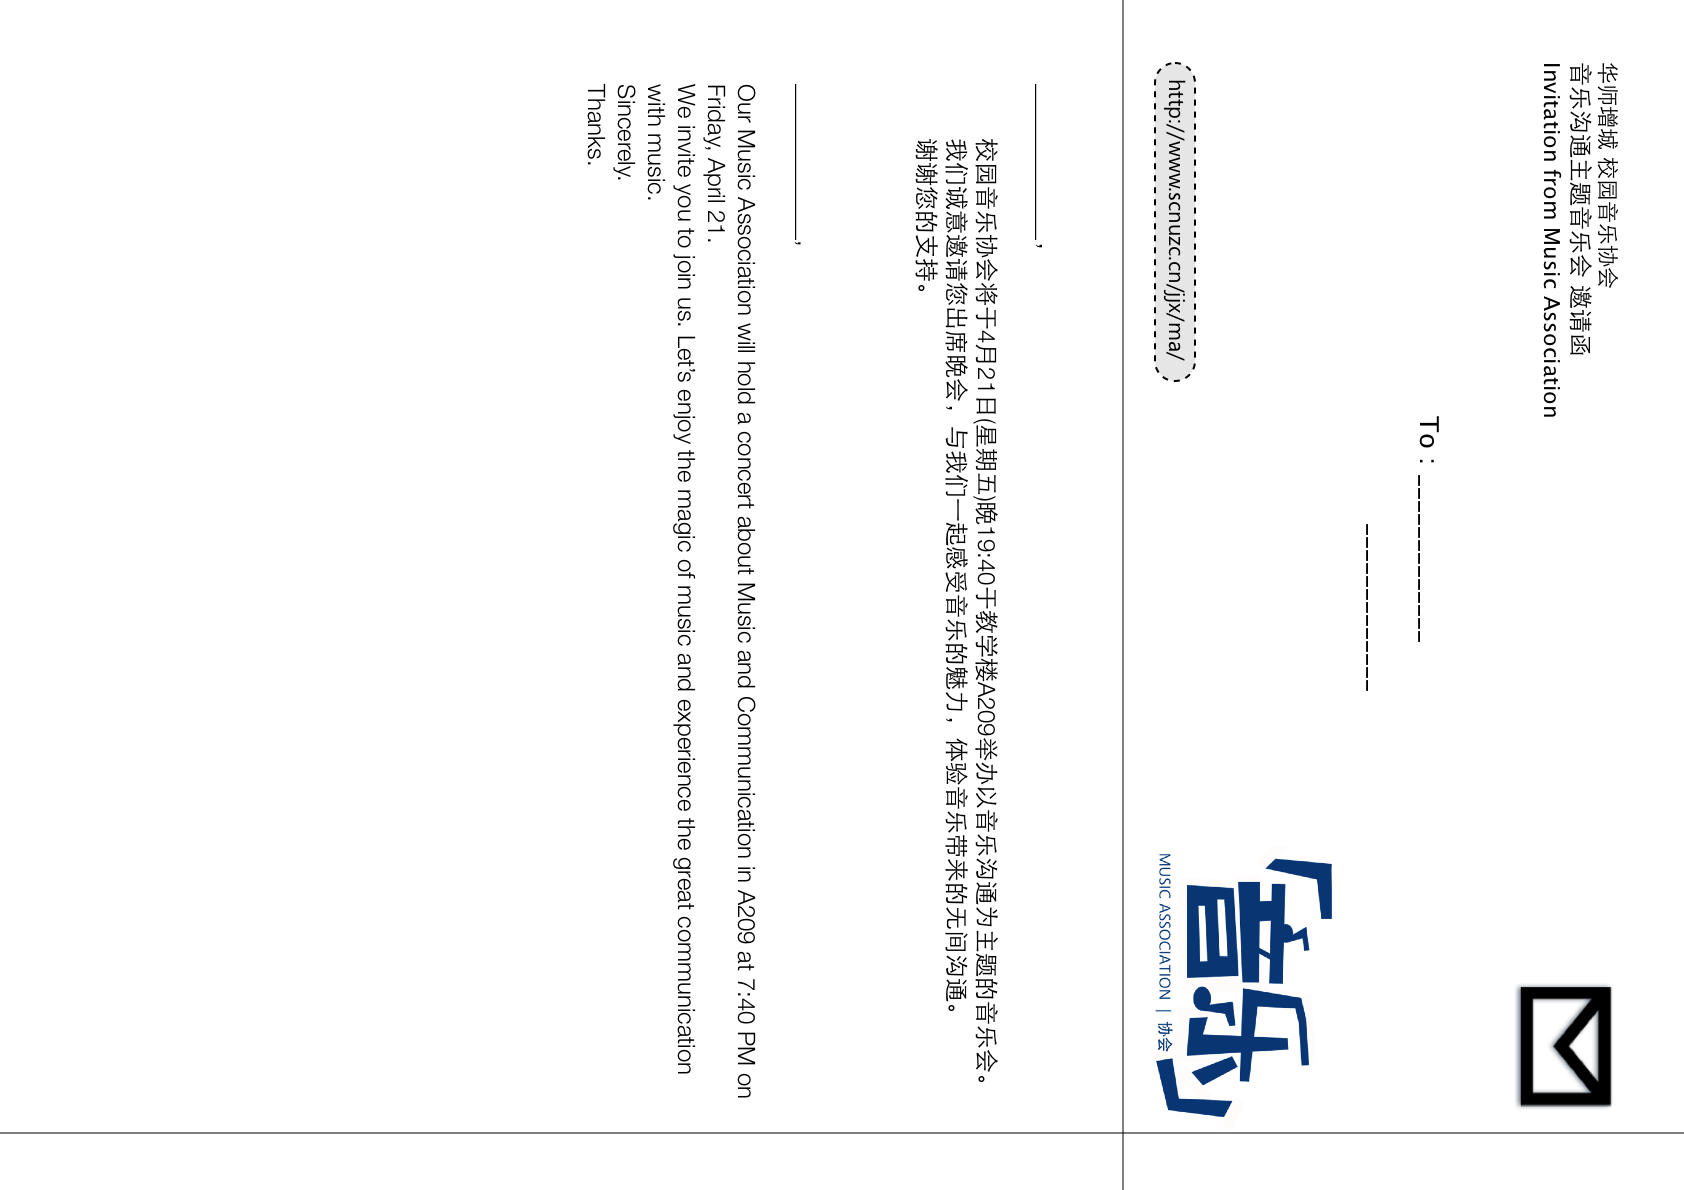 华师增城 校园音乐协会
音乐沟通主题音乐会 邀请函
Invitation from Music Association
To :
http://www.scnuzc.cn/jjx/ma/
音乐
MUSIC ASSOCIATION | 协会
,
校园音乐协会将于4月21日(星期五)晚19:40于教学楼A209举办以音乐沟通为主题的音乐会。
我们诚意邀请您出席晚会，与我们一起感受音乐的魅力，体验音乐带来的无间沟通。
谢谢您的支持。
,
Our Music Association will hold a concert about Music and Communication in A209 at 7:40 PM on
Friday, April 21.
We invite you to join us. Let’s enjoy the magic of music and experience the great communication
with music.
Sincerely.
Thanks.